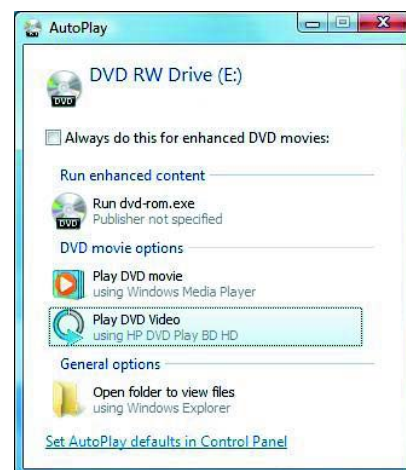 AutoPlay
DVD RW Drive (E:)
DVD
Always do this for enhanced DVD movies:
Run enhanced content
Run dvd-rom.exe
DVD
Publisher not specified
DVD movie options
Play DVD movie
using Windows Media Player
Play DVD Video
using HP DVD Play BD HD
General options
Open folder to view files
using Windows Explorer
Set AutoPlay defaults in Control Panel